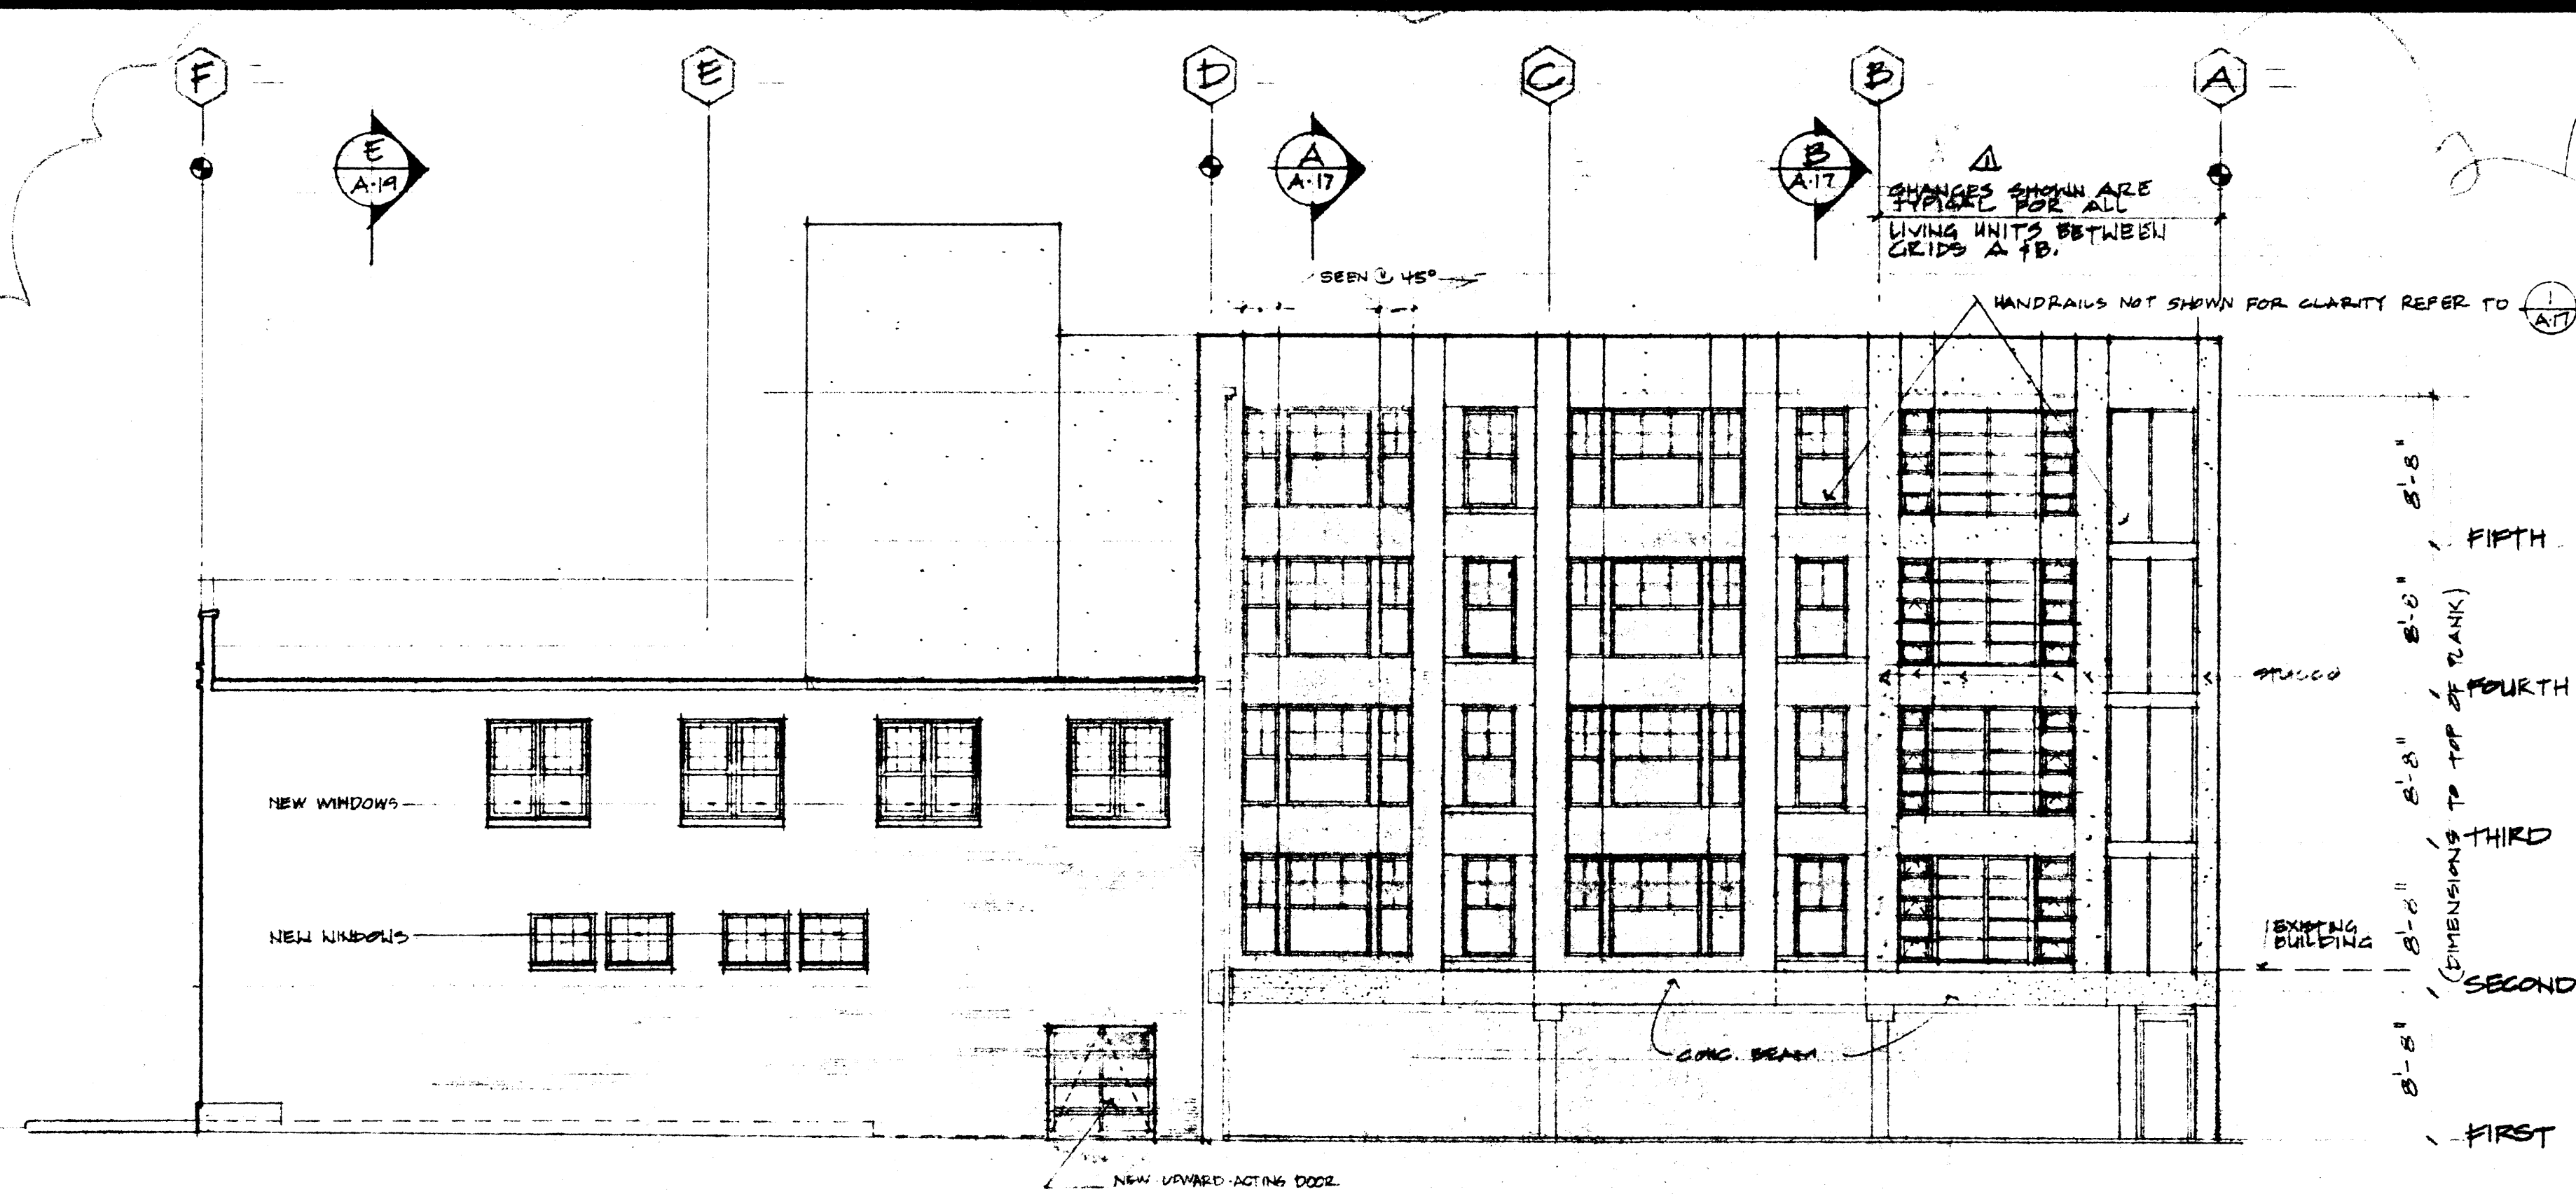 F
E
D
C
B
A
E
A·19
A
A·17
B
A·17
1
CHANGES SHOWN ARE
TYPICAL FOR ALL
LIVING UNITS BETWEEN
GRIDS A & B.
SEEN @ 45°
HANDRAILS NOT SHOWN FOR CLARITY REFER TO
1
A·17
8'-8"
FIFTH
8'-8"
STUCCO
FOURTH
8'-8"
(DIMENSIONS TO TOP OF PLANK)
THIRD
8'-8"
EXISTING
BUILDING
SECOND
8'-8"
FIRST
NEW WINDOWS
NEW WINDOWS
CONC. BEAM
NEW UPWARD-ACTING DOOR